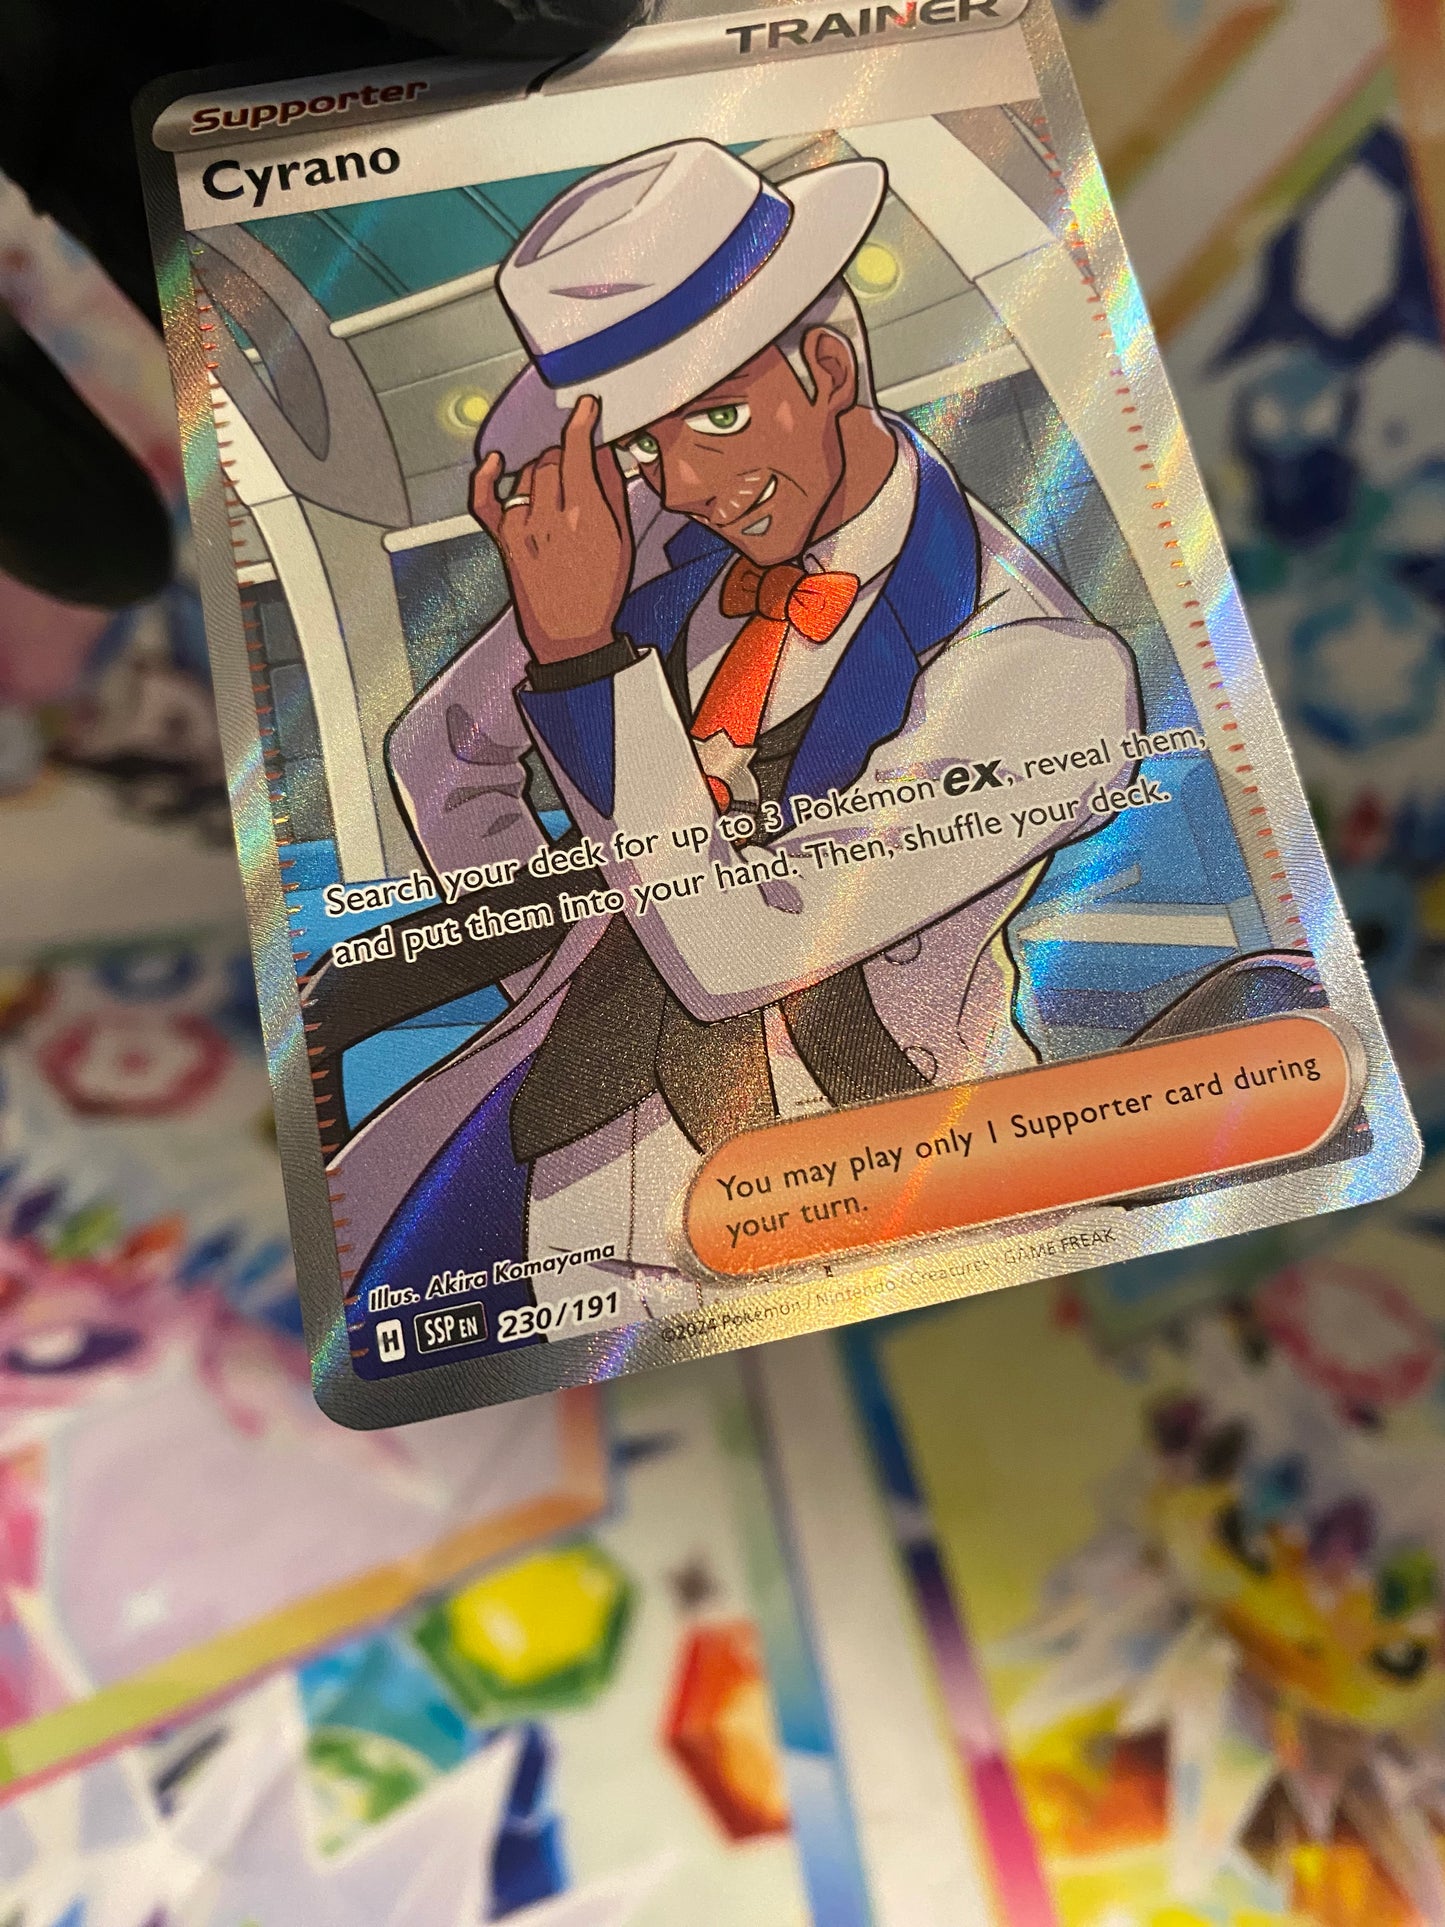 TRAINER
Supporter
Cyrano
Search your deck for up to 3 Pokémon ex, reveal them,
and put them into your hand. Then, shuffle your deck.
You may play only 1 Supporter card during
your turn.
Illus. Akira Komayama
H SSP EN 230/191
©2024 Pokémon / Nintendo / Creatures / GAME FREAK